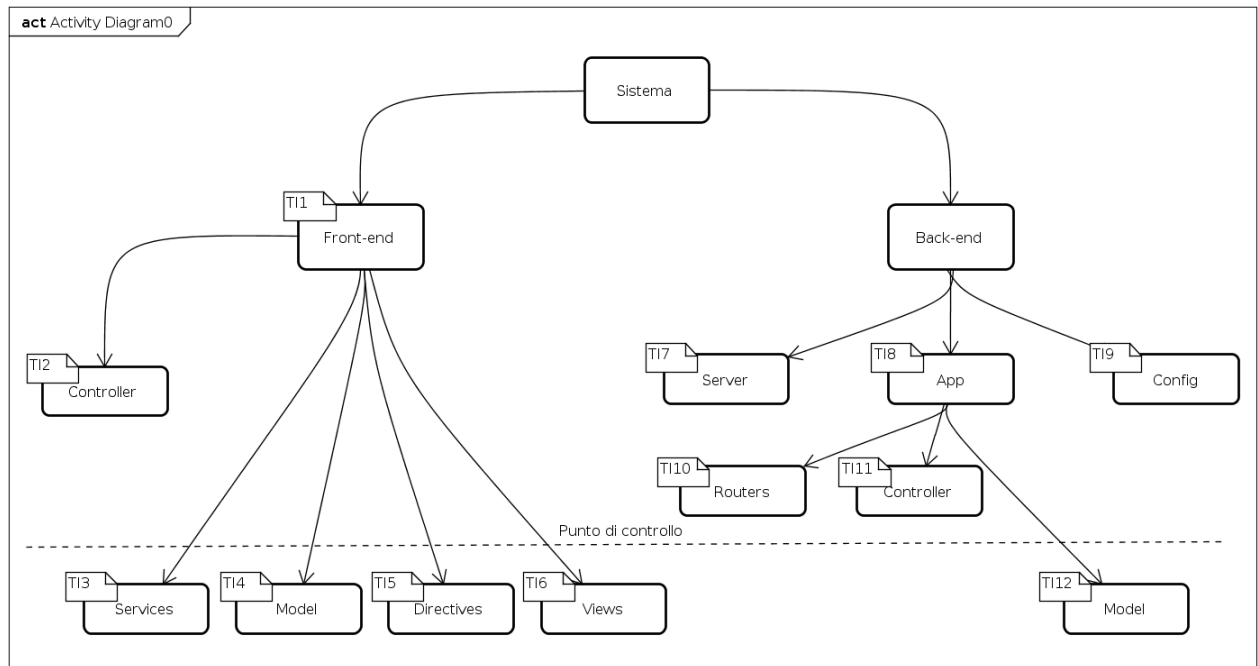 act Activity Diagram0
Sistema
TI1
Front-end
Back-end
TI2
Controller
TI7
Server
TI8
App
TI9
Config
TI10
Routers
TI11
Controller
Punto di controllo
TI3
Services
TI4
Model
TI5
Directives
TI6
Views
TI12
Model